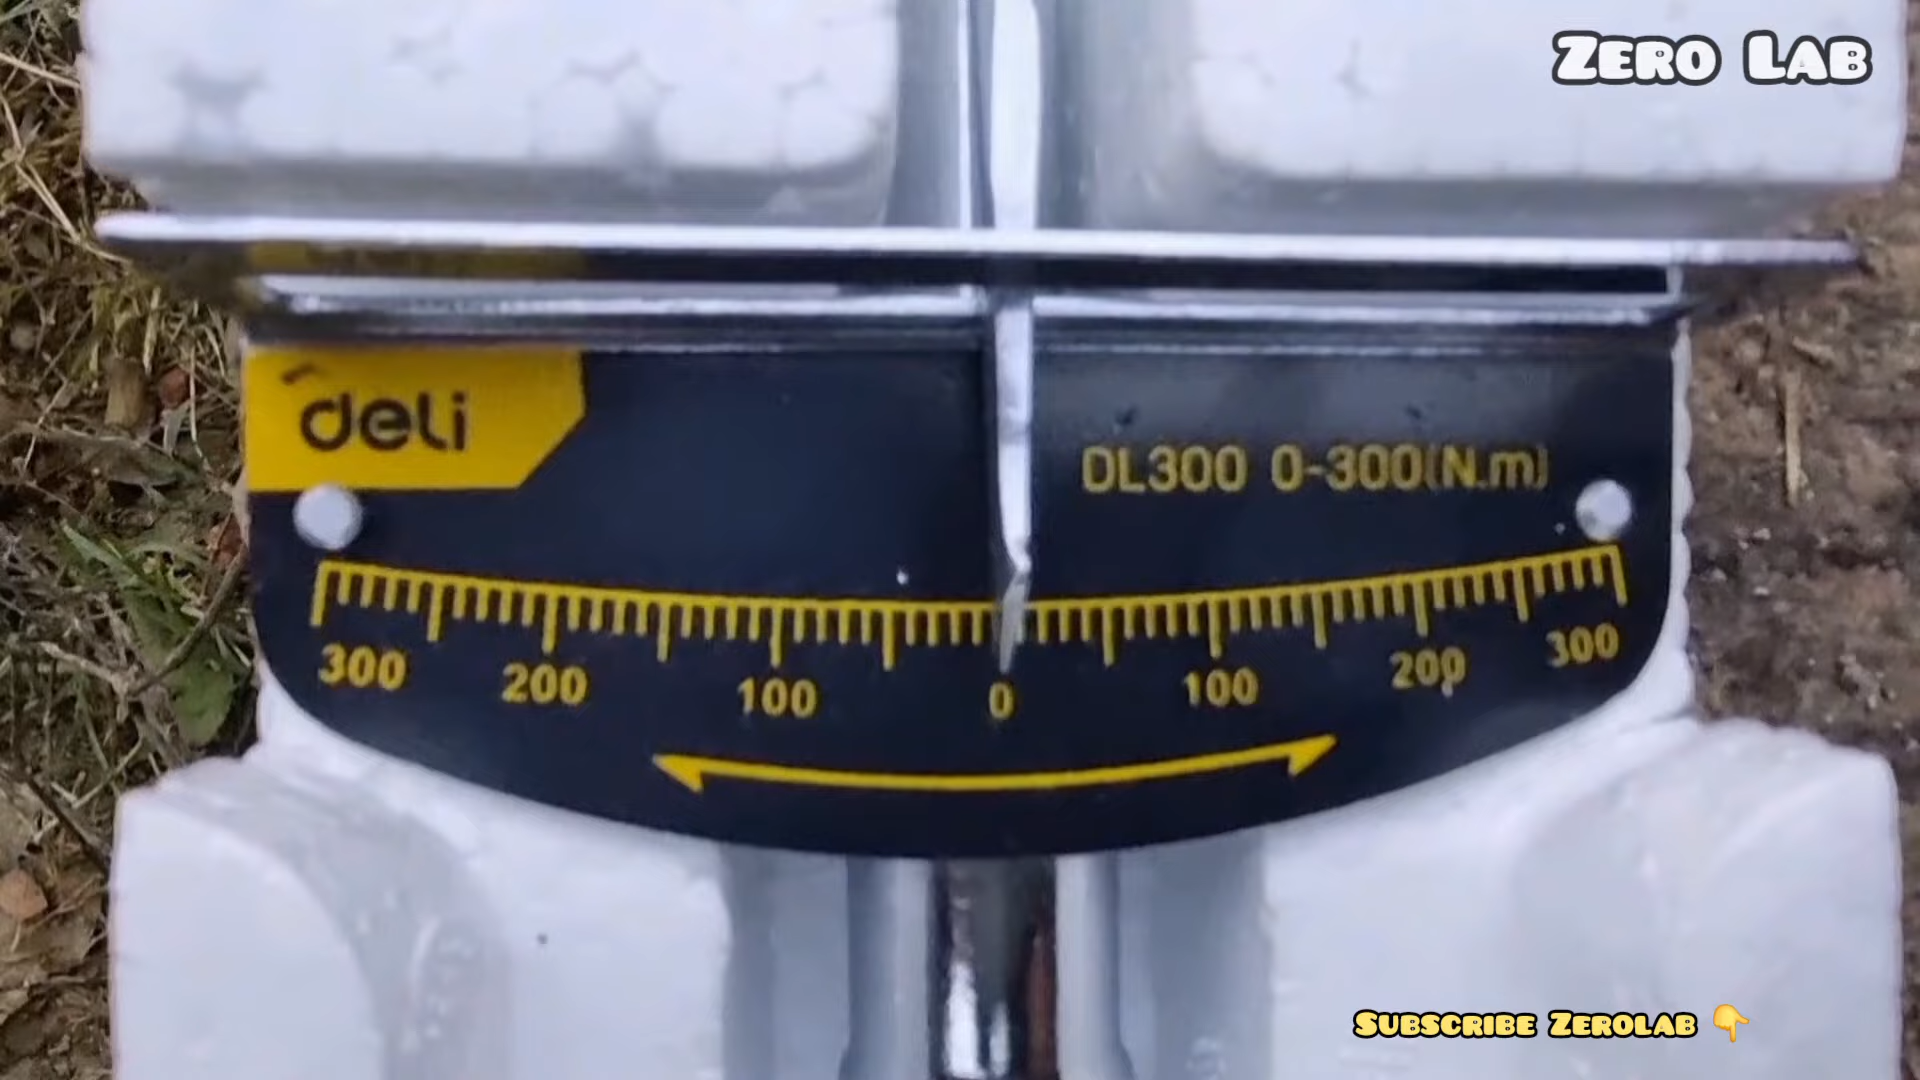 Zero Lab
deli
DL300 0-300(N.m)
300 200 100 0 100 200 300
Subscribe Zerolab 👇